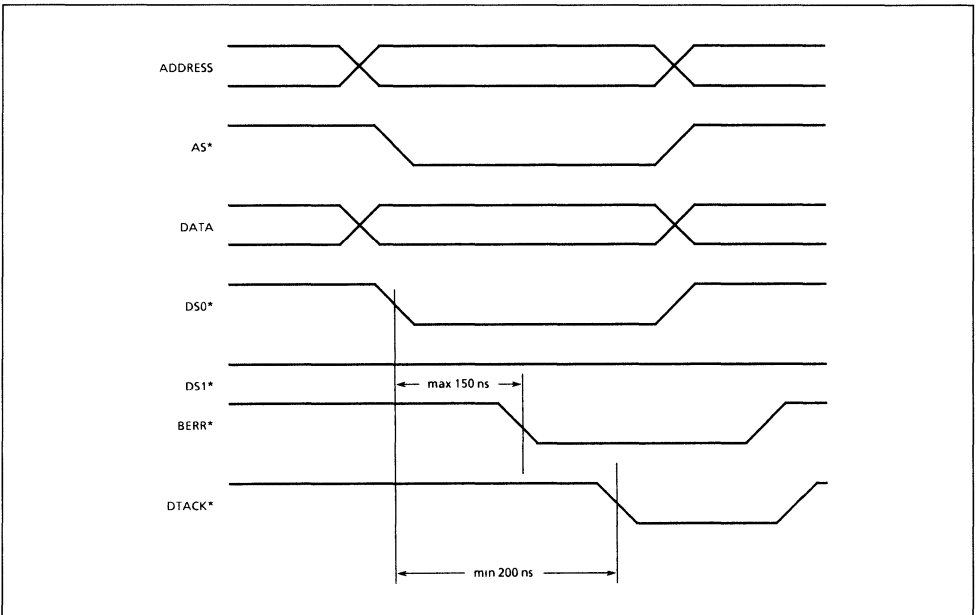 ADDRESS
AS*
DATA
DS0*
DS1*
max 150 ns
BERR*
DTACK*
min 200 ns